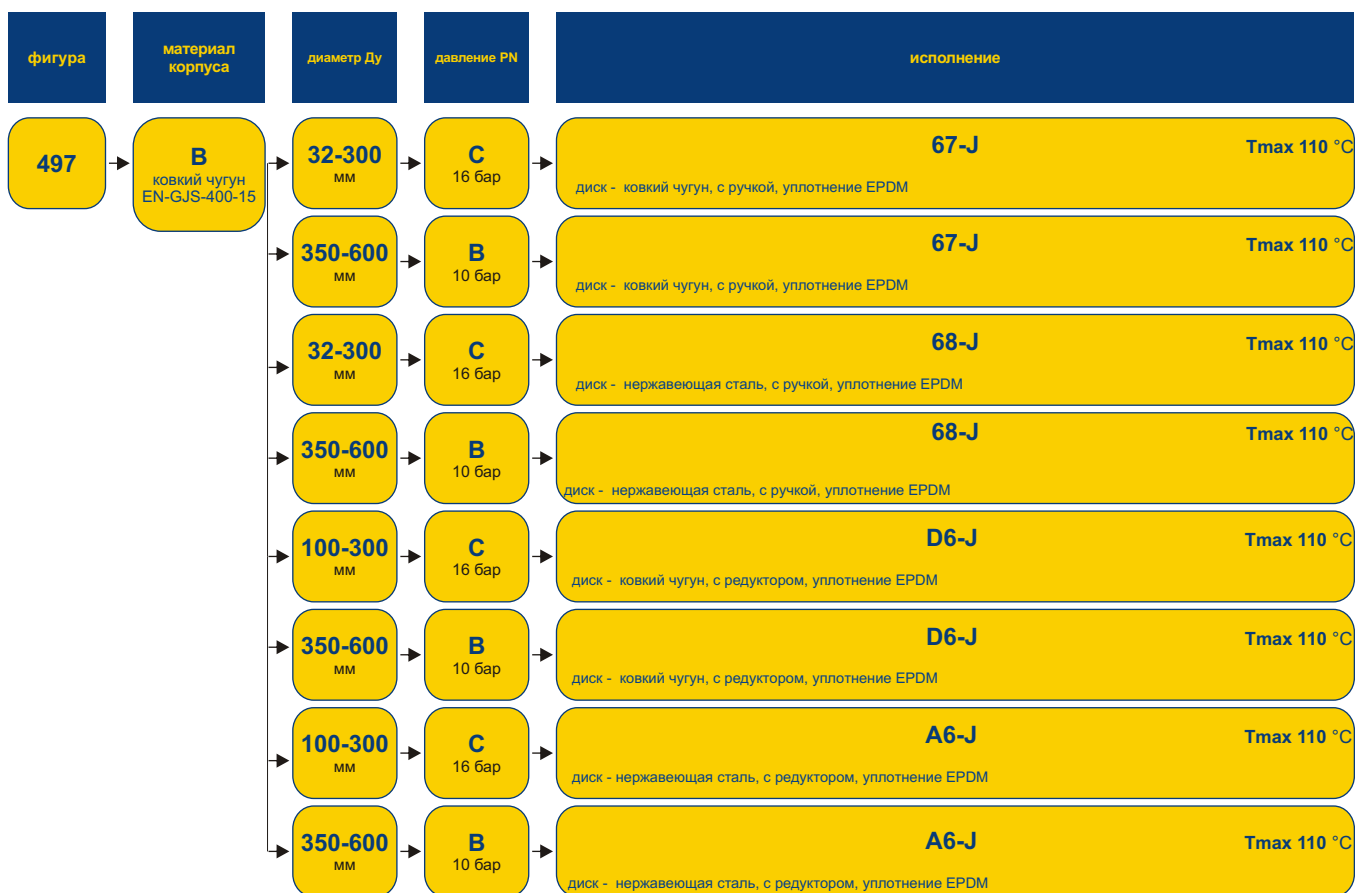 фигура
материал
корпуса
диаметр Ду
давление PN
исполнение
497
B
ковкий чугун
EN-GJS-400-15
32-300
мм
C
16 бар
67-J
Tmax 110 °C
диск - ковкий чугун, с ручкой, уплотнение EPDM
350-600
мм
B
10 бар
67-J
Tmax 110 °C
диск - ковкий чугун, с ручкой, уплотнение EPDM
32-300
мм
C
16 бар
68-J
Tmax 110 °C
диск - нержавеющая сталь, с ручкой, уплотнение EPDM
350-600
мм
B
10 бар
68-J
Tmax 110 °C
диск - нержавеющая сталь, с ручкой, уплотнение EPDM
100-300
мм
C
16 бар
D6-J
Tmax 110 °C
диск - ковкий чугун, с редуктором, уплотнение EPDM
350-600
мм
B
10 бар
D6-J
Tmax 110 °C
диск - ковкий чугун, с редуктором, уплотнение EPDM
100-300
мм
C
16 бар
A6-J
Tmax 110 °C
диск - нержавеющая сталь, с редуктором, уплотнение EPDM
350-600
мм
B
10 бар
A6-J
Tmax 110 °C
диск - нержавеющая сталь, с редуктором, уплотнение EPDM